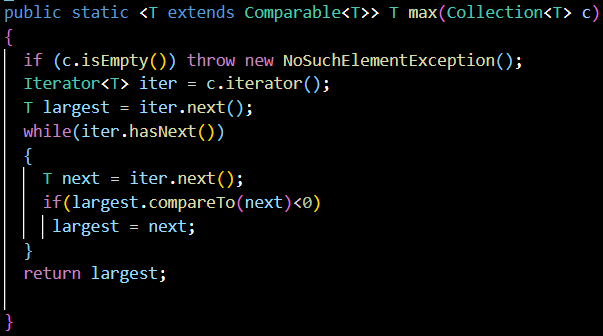 public static <T extends Comparable<T>> T max(Collection<T> c)
{
if (c.isEmpty()) throw new NoSuchElementException();
Iterator<T> iter = c.iterator();
T largest = iter.next();
while(iter.hasNext())
{
T next = iter.next();
if(largest.compareTo(next)<0)
largest = next;
}
return largest;
}